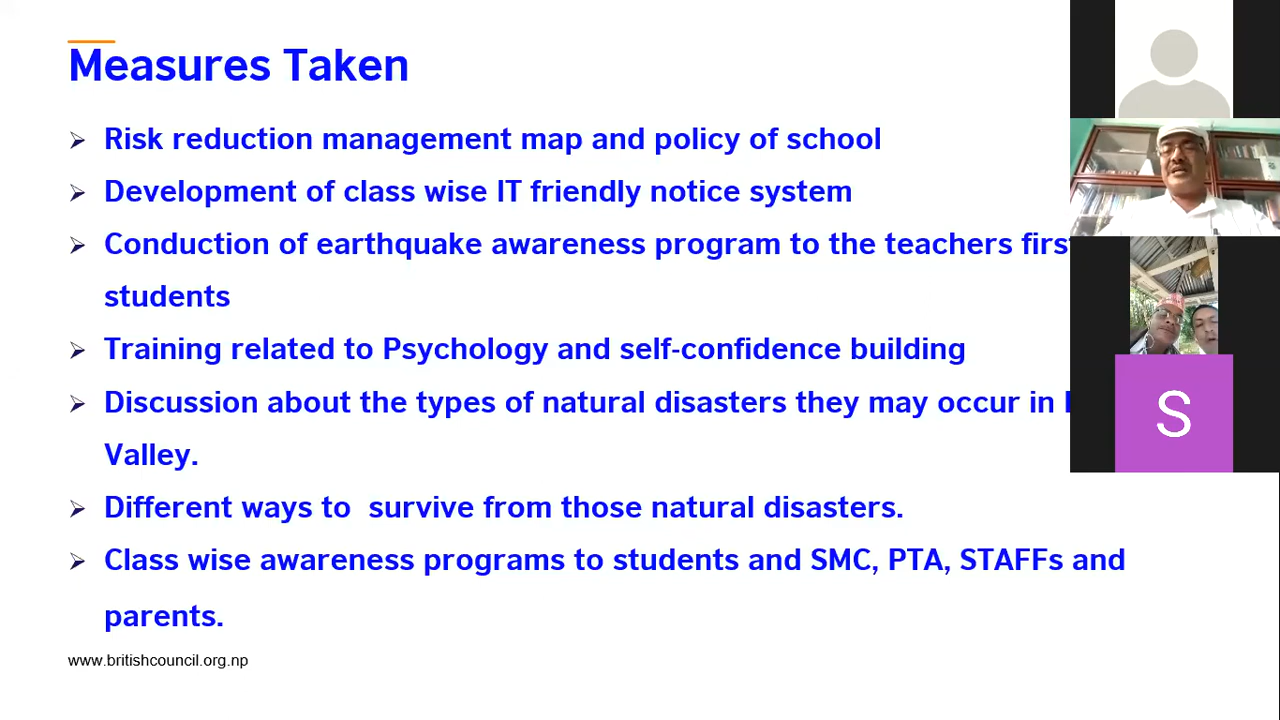 Measures Taken
Risk reduction management map and policy of school
Development of class wise IT friendly notice system
Conduction of earthquake awareness program to the teachers
students
Training related to Psychology and self-confidence building
Discussion about the types of natural disasters they may occur in
Valley.
Different ways to survive from those natural disasters.
Class wise awareness programs to students and SMC, PTA, STAFFs and
parents.
www.britishcouncil.org.np
S